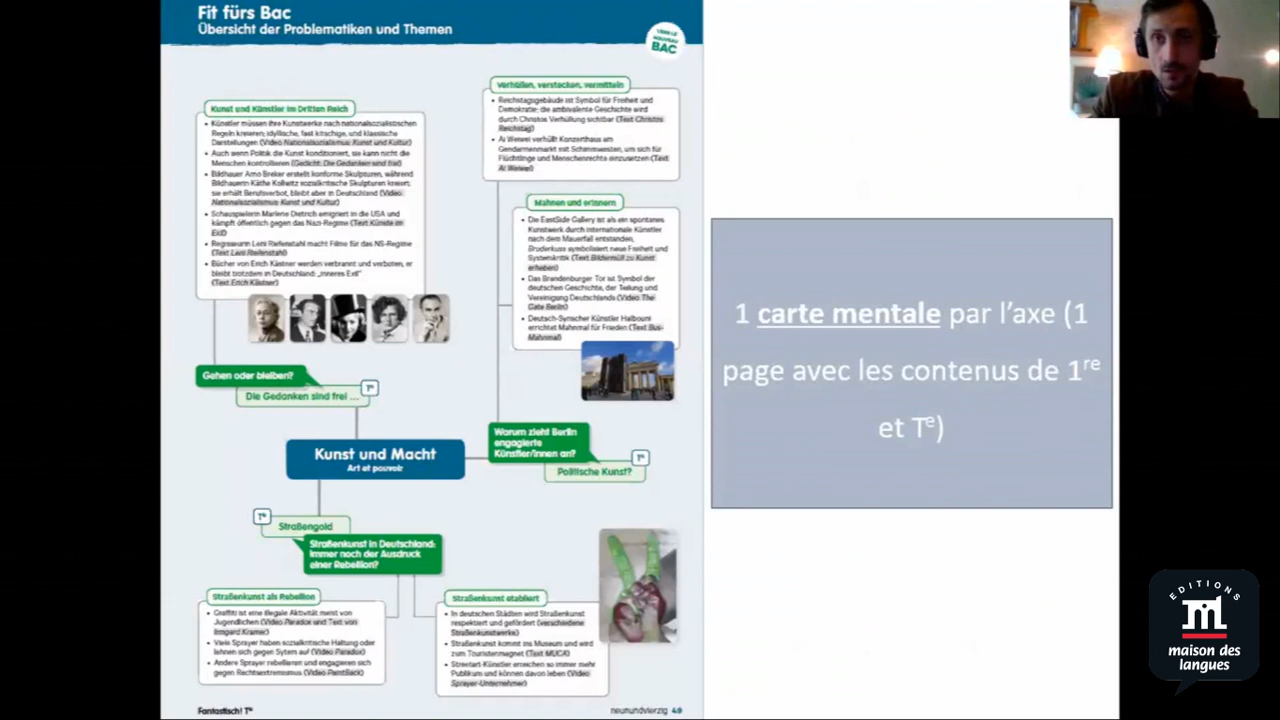 Fit fürs Bac
Übersicht der Problematiken und Themen
VERS LE
NOUVEAU
BAC
Kunst und Künstler im Dritten Reich
• Künstler müssen ihre Kunstwerke nach nationalsozialistischen
Regeln kreieren: idyllische, fast kitschige, und klassische
Darstellungen (Video Nationalsozialismus: Kunst und Kultur)
• Auch wenn Politik die Kunst konditioniert, sie kann nicht die
Menschen kontrollieren (Gedicht: Die Gedanken sind frei)
• Bildhauer Arno Breker erstellt konforme Skulpturen, während
Bildhauerin Käthe Kollwitz sozialkritische Skulpturen kreiert;
sie erhält Berufsverbot, bleibt aber in Deutschland (Video:
Nationalsozialismus: Kunst und Kultur)
• Schauspielerin Marlene Dietrich emigriert in die USA und
kämpft öffentlich gegen das Nazi-Regime (Text Künste im
Exil)
• Regisseurin Leni Riefenstahl macht Filme für das NS-Regime
(Text Leni Riefenstahl)
• Bücher von Erich Kästner werden verbrannt und verboten, er
bleibt trotzdem in Deutschland: „inneres Exil“
(Text Erich Kästner)
Verhüllen, verstecken, vermitteln
• Reichstagsgebäude ist Symbol für Freiheit und
Demokratie; die ambivalente Geschichte wird
durch Christos Verhüllung sichtbar (Text Christos
Reichstag)
• Ai Weiwei verhüllt Konzerthaus am
Gendarmenmarkt mit Schwimmwesten, um sich für
Flüchtlinge und Menschenrechte einzusetzen (Text
Ai Weiwei)
Mahnen und erinnern
• Die EastSide Gallery ist als ein spontanes
Kunstwerk durch internationale Künstler
nach dem Mauerfall entstanden,
Bruderkuss symbolisiert neue Freiheit und
Systemkritik (Text Bildermüll zu Kunst
erheben)
• Das Brandenburger Tor ist Symbol der
deutschen Geschichte, der Teilung und
Vereinigung Deutschlands (Video The
Gate Berlin)
• Deutsch-Syrischer Künstler Halbouni
errichtet Mahnmal für Frieden (Text Bus-
Mahnmal)
Gehen oder bleiben?
Die Gedanken sind frei ...
Tle
Kunst und Macht
Art et pouvoir
Warum zieht Berlin
engagierte
Künstler/innen an?
Tle
Politische Kunst?
Tle
Straßengold
Straßenkunst in Deutschland:
Immer noch der Ausdruck
einer Rebellion?
Straßenkunst als Rebellion
• Graffiti ist eine illegale Aktivität meist von
Jugendlichen (Video Paradox und Text von
Irmgard Kramer)
• Viele Sprayer haben sozialkritische Haltung oder
lehnen sich gegen Sytem auf (Video Paradox)
• Andere Sprayer rebellieren und engagieren sich
gegen Rechtsextremismus (Video PaintBack)
Straßenkunst etabliert
• In deutschen Städten wird Straßenkunst
respektiert und gefördert (verschiedene
Straßenkunstwerke)
• Straßenkunst kommt ins Museum und wird
zum Touristenmagnet (Text MUCA)
• Streetart-Künstler erreichen so immer mehr
Publikum und können davon leben (Video
Sprayer-Unternehmer)
Fantastisch! Tle
neunundvierzig 49
1 carte mentale par l’axe (1
page avec les contenus de 1re
et Te)
EDITIONS
m
maison des
langues